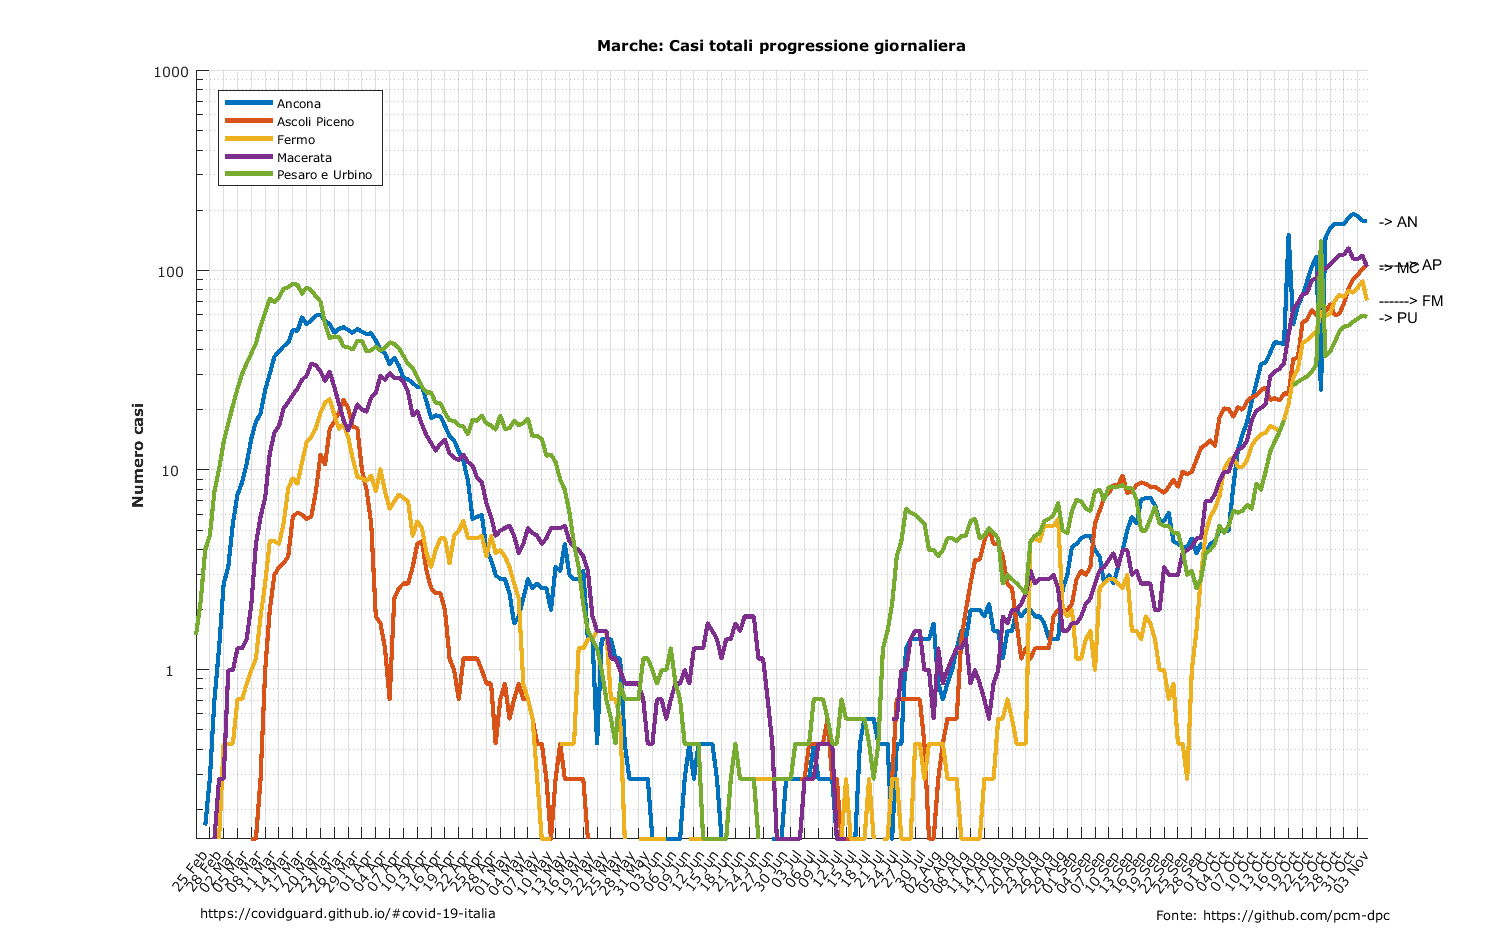 Marche: Casi totali progressione giornaliera
1000
100
10
1
Numero casi
Ancona
Ascoli Piceno
Fermo
Macerata
Pesaro e Urbino
-> AN
------> AP
-> MC
------> FM
-> PU
25 Feb
28 Feb
02 Mar
05 Mar
08 Mar
11 Mar
14 Mar
17 Mar
20 Mar
23 Mar
26 Mar
29 Mar
01 Apr
04 Apr
07 Apr
10 Apr
13 Apr
16 Apr
19 Apr
22 Apr
25 Apr
28 Apr
01 May
04 May
07 May
10 May
13 May
16 May
19 May
22 May
25 May
28 May
31 May
03 Jun
06 Jun
09 Jun
12 Jun
15 Jun
18 Jun
21 Jun
24 Jun
27 Jun
30 Jun
03 Jul
06 Jul
09 Jul
12 Jul
15 Jul
18 Jul
21 Jul
24 Jul
27 Jul
30 Jul
02 Aug
05 Aug
08 Aug
11 Aug
14 Aug
17 Aug
20 Aug
23 Aug
26 Aug
29 Aug
01 Sep
04 Sep
07 Sep
10 Sep
13 Sep
16 Sep
19 Sep
22 Sep
25 Sep
28 Sep
01 Oct
04 Oct
07 Oct
10 Oct
13 Oct
16 Oct
19 Oct
22 Oct
25 Oct
28 Oct
31 Oct
03 Nov
https://covidguard.github.io/#covid-19-italia
Fonte: https://github.com/pcm-dpc